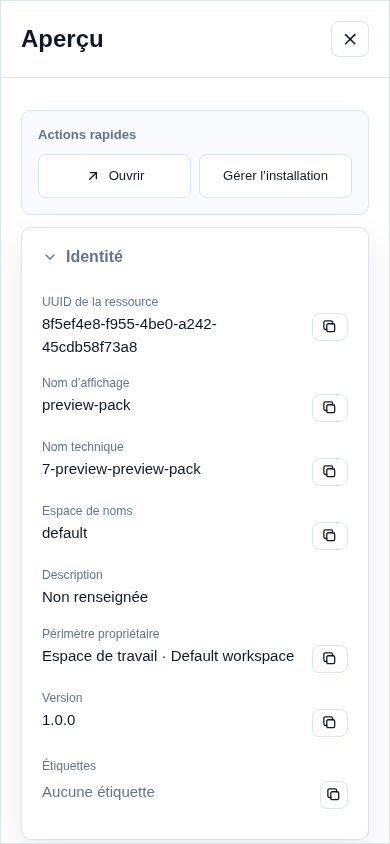 Aperçu
Actions rapides
Ouvrir
Gérer l’installation
Identité
UUID de la ressource
8f5ef4e8-f955-4be0-a242-
45cdb58f73a8
Nom d’affichage
preview-pack
Nom technique
7-preview-preview-pack
Espace de noms
default
Description
Non renseignée
Périmètre propriétaire
Espace de travail · Default workspace
Version
1.0.0
Étiquettes
Aucune étiquette